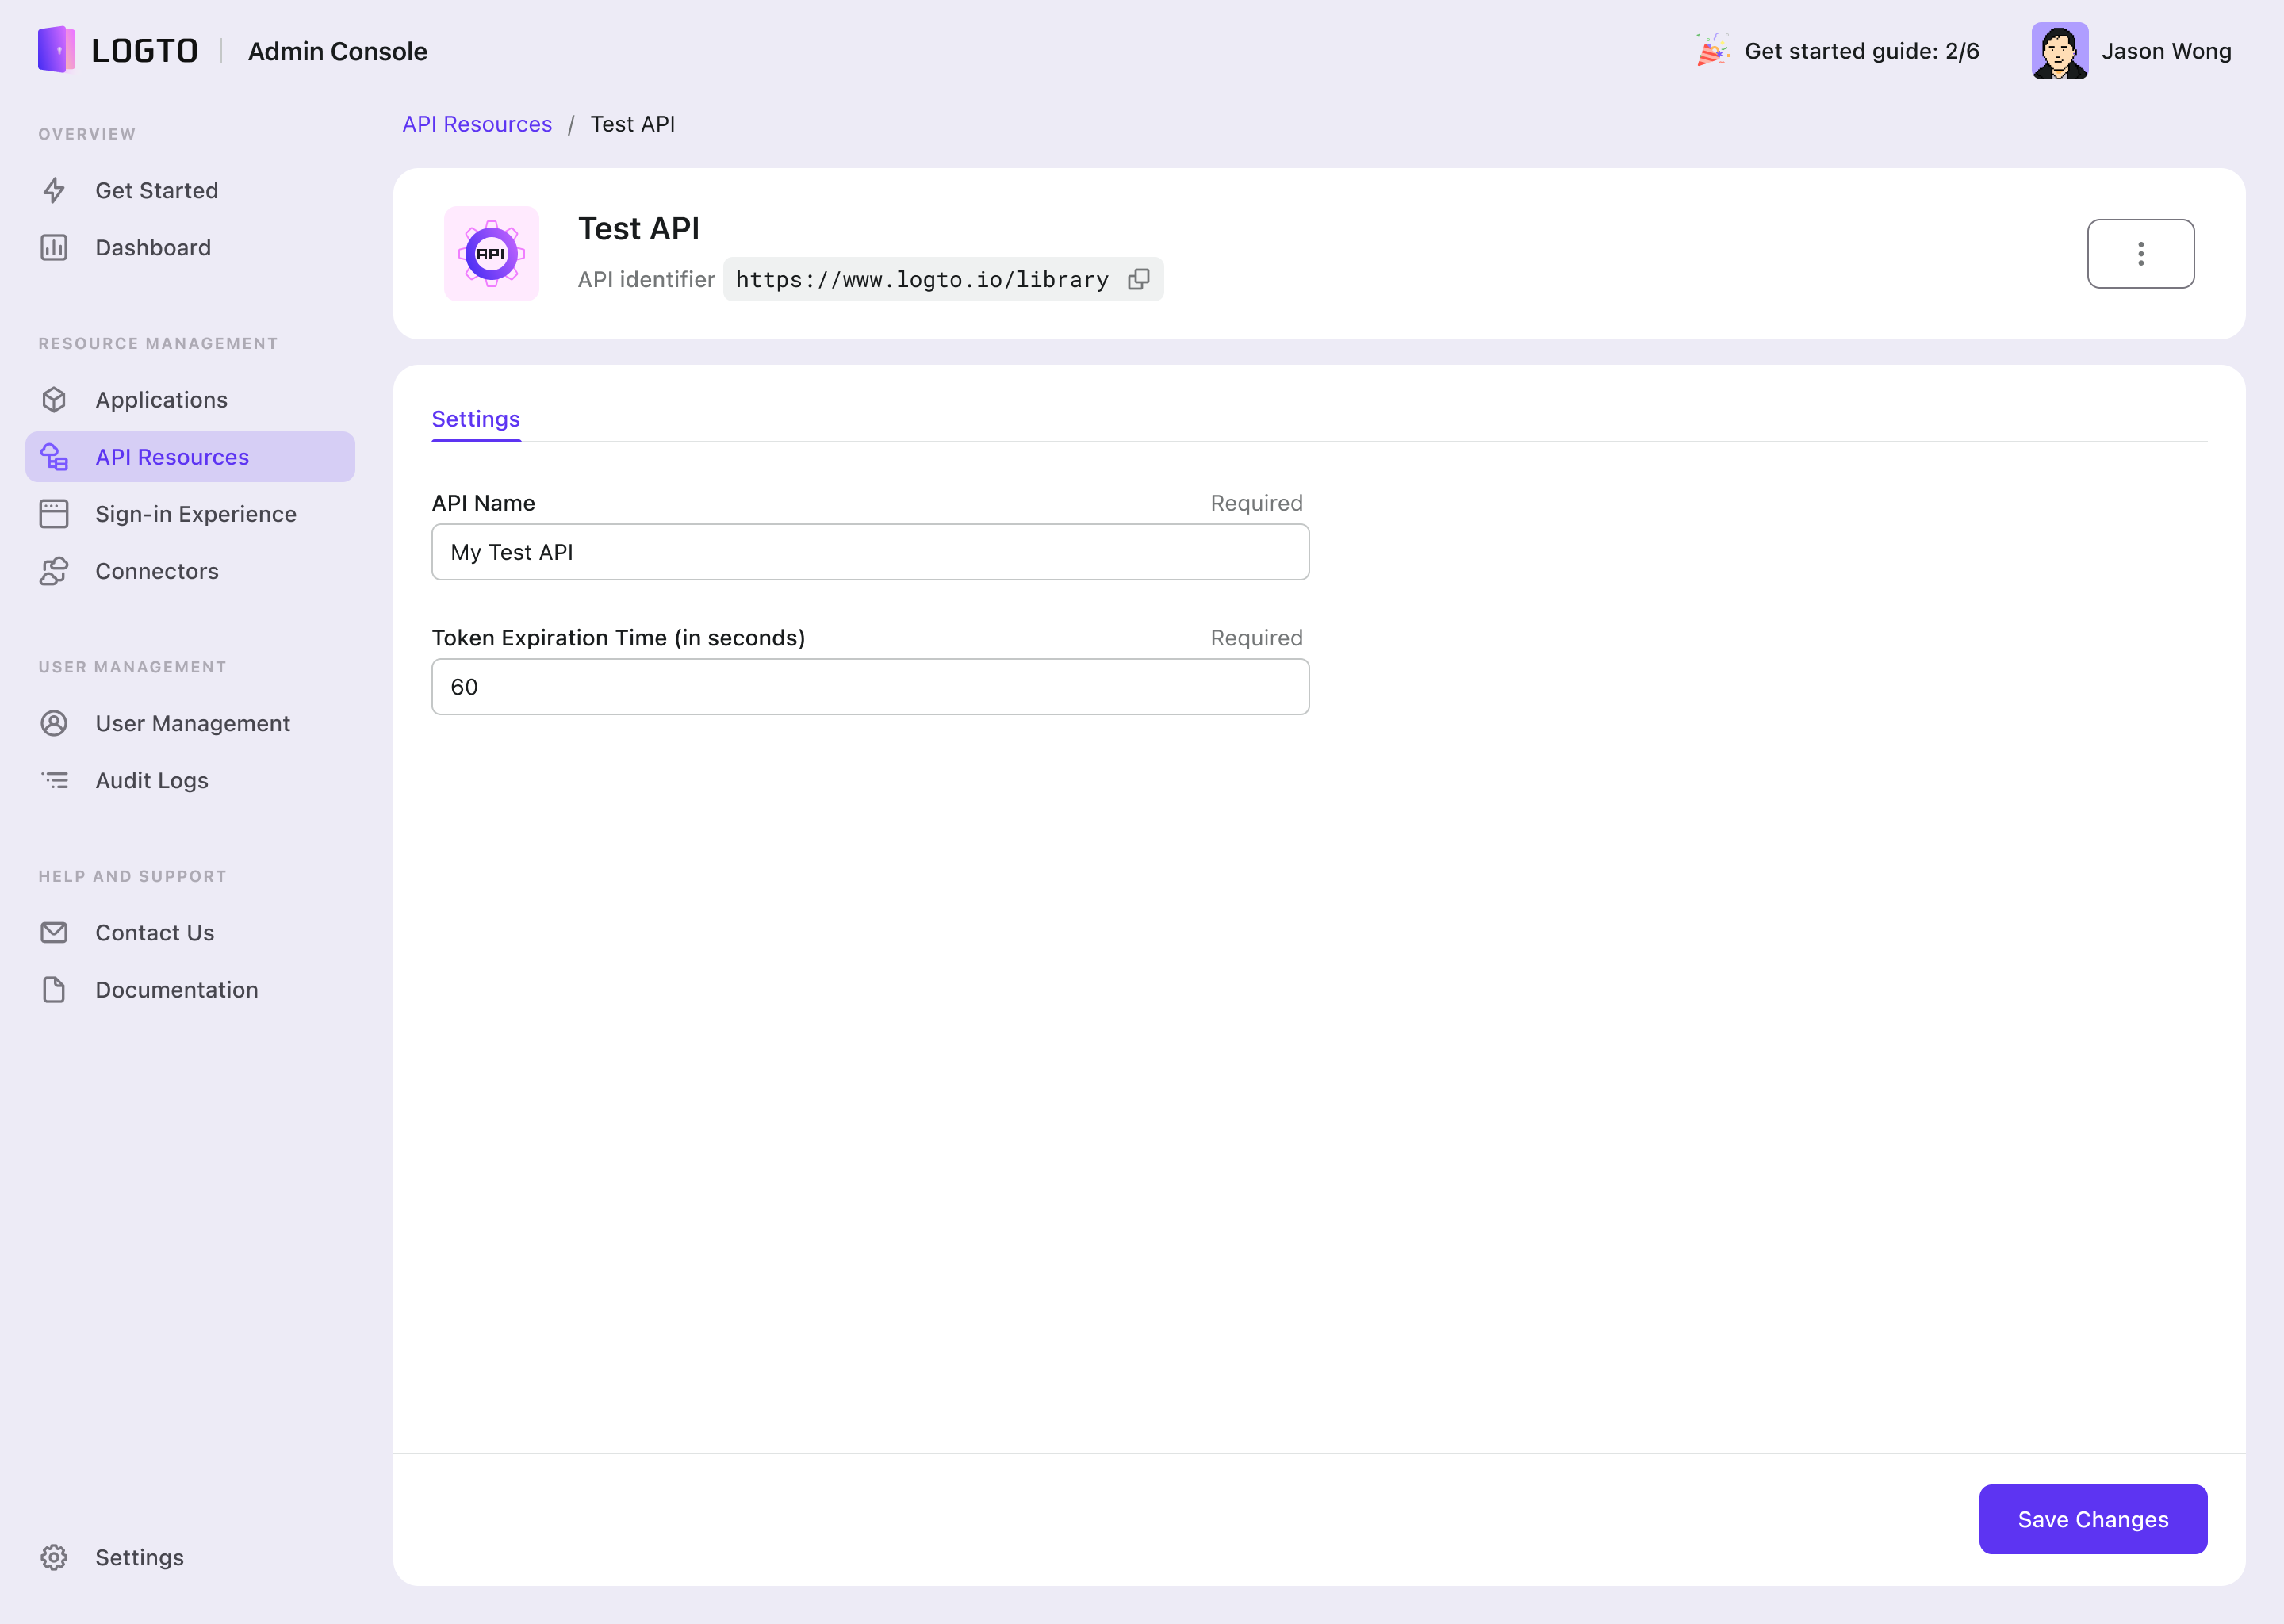 LOGTO
Admin Console
Get started guide: 2/6
Jason Wong
OVERVIEW
Get Started
Dashboard
RESOURCE MANAGEMENT
Applications
API Resources
Sign-in Experience
Connectors
USER MANAGEMENT
User Management
Audit Logs
HELP AND SUPPORT
Contact Us
Documentation
Settings
API Resources / Test API
API
Test API
API identifier https://www.logto.io/library
Settings
API Name Required
My Test API
Token Expiration Time (in seconds) Required
60
Save Changes